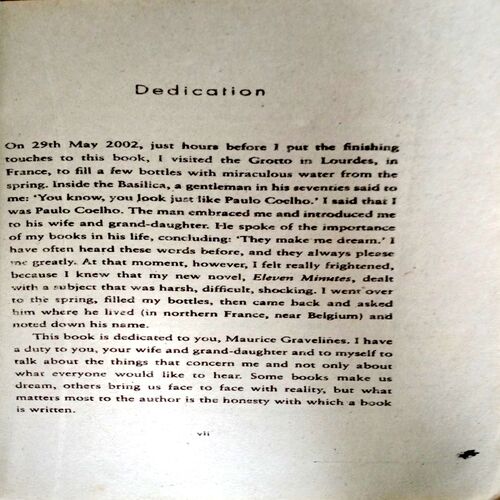 Dedication
On 29th May 2002, just hours before I put the finishing
touches to this book, I visited the Grotto in Lourdes, in
France, to fill a few bottles with miraculous water from the
spring. Inside the Basilica, a gentleman in his seventies said to
me: 'You know, you look just like Paulo Coelho.' I said that I
was Paulo Coelho. The man embraced me and introduced me
to his wife and grand-daughter. He spoke of the importance
of my books in his life, concluding: 'They make me dream.' I
have often heard these words before, and they always please
me greatly. At that moment, however, I felt really frightened,
because I knew that my new novel, Eleven Minutes, dealt
with a subject that was harsh, difficult, shocking. I went over
to the spring, filled my bottles, then came back and asked
him where he lived (in northern France, near Belgium) and
noted down his name.
This book is dedicated to you, Maurice Gravelines. I have
a duty to you, your wife and grand-daughter and to myself to
talk about the things that concern me and not only about
what everyone would like to hear. Some books make us
dream, others bring us face to face with reality, but what
matters most to the author is the honesty with which a book
is written.
vii